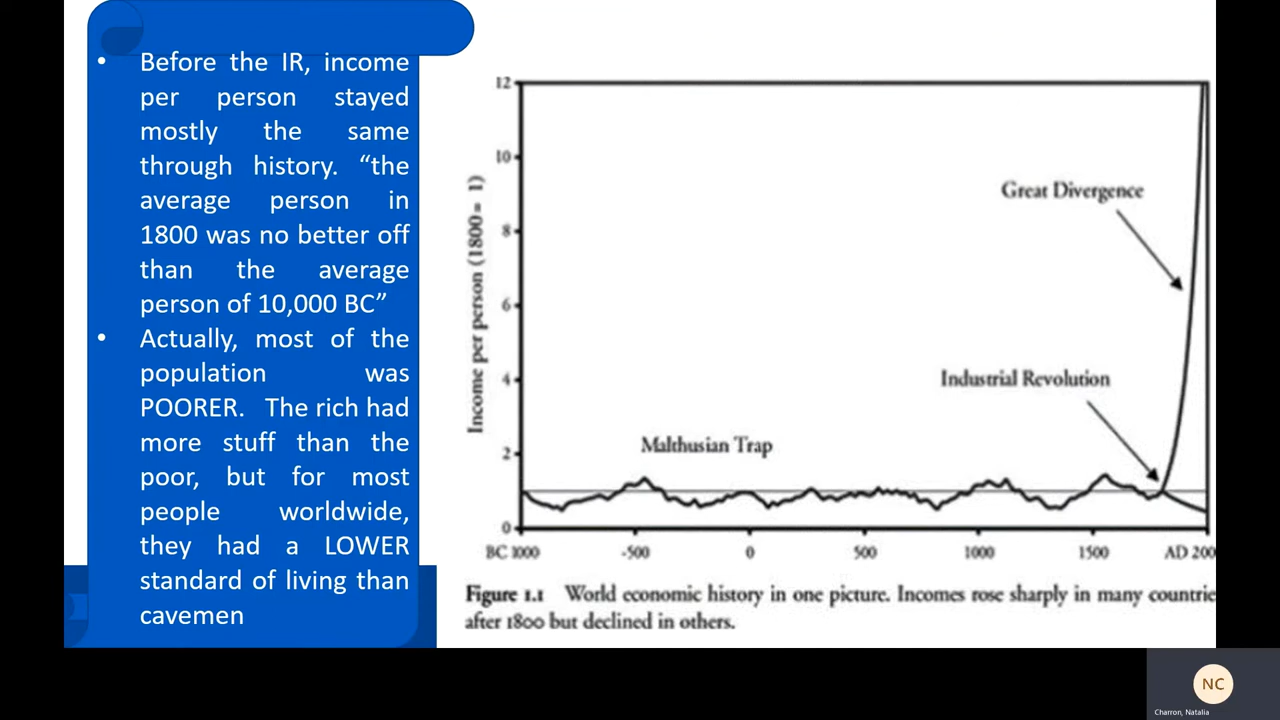 • Before the IR, income
per person stayed
mostly the same
through history. “the
average person in
1800 was no better off
than the average
person of 10,000 BC”
• Actually, most of the
population was
POORER. The rich had
more stuff than the
poor, but for most
people worldwide,
they had a LOWER
standard of living than
cavemen
Income per person (1800 = 1)
12
10
8
6
4
2
0
Great Divergence
Industrial Revolution
Malthusian Trap
BC 1000 -500 0 500 1000 1500 AD 200
Figure 1.1 World economic history in one picture. Incomes rose sharply in many countrie
after 1800 but declined in others.
NC
Charron, Natalia